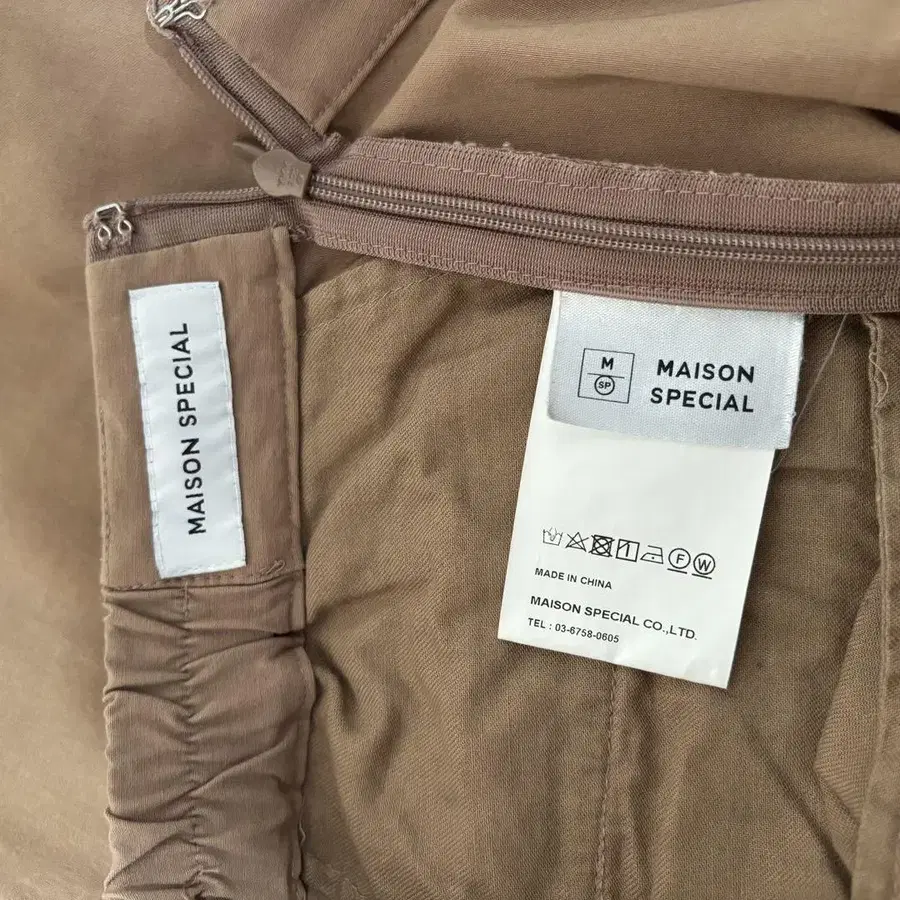 MAISON SPECIAL
M
SP
MAISON
SPECIAL
F W
MADE IN CHINA
MAISON SPECIAL CO.,LTD.
TEL : 03-6758-0605